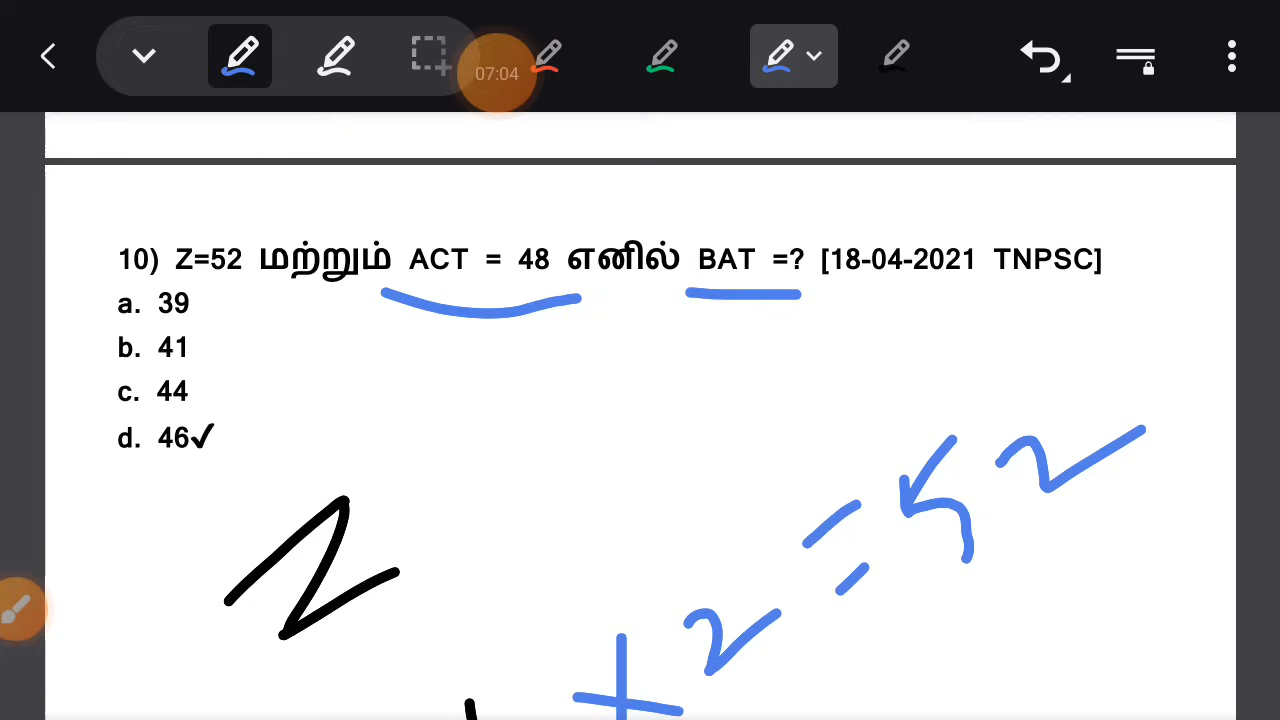 07:04
10) Z=52 மற்றும் ACT = 48 எனில் BAT =? [18-04-2021 TNPSC]
a. 39
b. 41
c. 44
d. 46✓
Z
+ 2 = 52